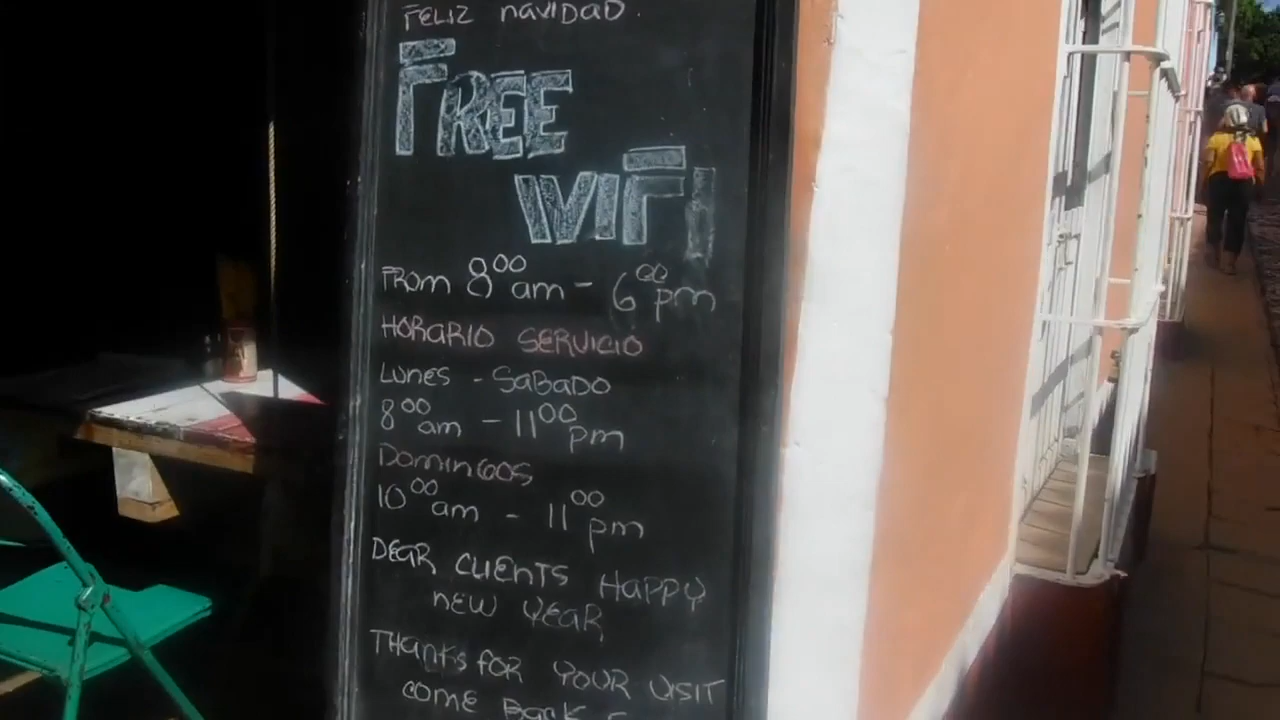 FELIZ NAVIDAD.
FREE
WIFI
FROM 8 00 am - 6 00 pm
HORARIO SERVICIO
LUNES - SABADO
8 00 am - 11 00 pm
DOMINGOS
10 00 am - 11 00 pm
DEAR CLIENTS HAPPY
NEW YEAR
THANKS FOR YOUR VISIT
COME BACK